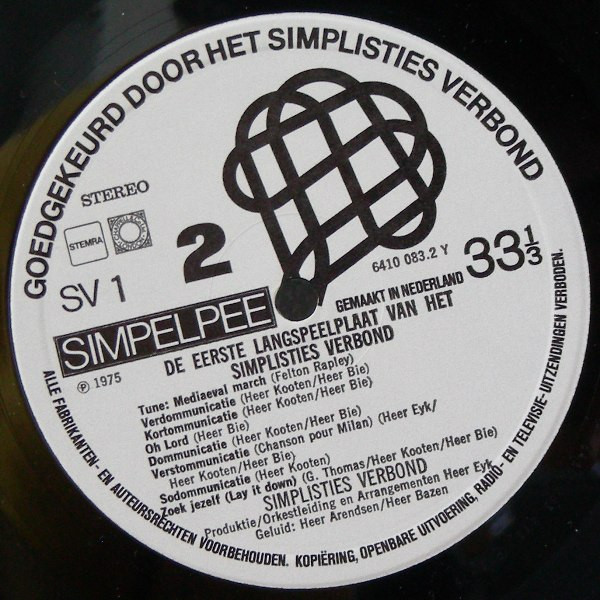 GOEDGEKEURD DOOR HET SIMPLISTIES VERBOND
STEREO
STEMRA
2
6410 083.2 Y
33 1/3
SV 1
GEMAAKT IN NEDERLAND
SIMPELPEE
DE EERSTE LANGSPEELPLAAT VAN HET
SIMPLISTIES VERBOND
℗ 1975
Tune: Mediaeval march (Felton Rapley)
Verdommunicatie (Heer Kooten/Heer Bie)
Kortommunicatie (Heer Kooten/Heer Bie)
Oh Lord (Heer Bie)
Dommunicatie (Heer Kooten/Heer Bie)
Verstommunicatie (Chanson pour Milan) (Heer Eyk/
Heer Kooten/Heer Bie)
Sodommunicatie (Heer Kooten)
Zoek jezelf (Lay it down) (G. Thomas/Heer Kooten/Heer Bie)
SIMPLISTIES VERBOND
Produktie/Orkestleiding en Arrangementen Heer Eyk
Geluid: Heer Arendsen/Heer Bazen
ALLE FABRIKANTEN- EN AUTEURSRECHTEN VOORBEHOUDEN. KOPIËRING, OPENBARE UITVOERING, RADIO- EN TELEVISIE-UITZENDINGEN VERBODEN.